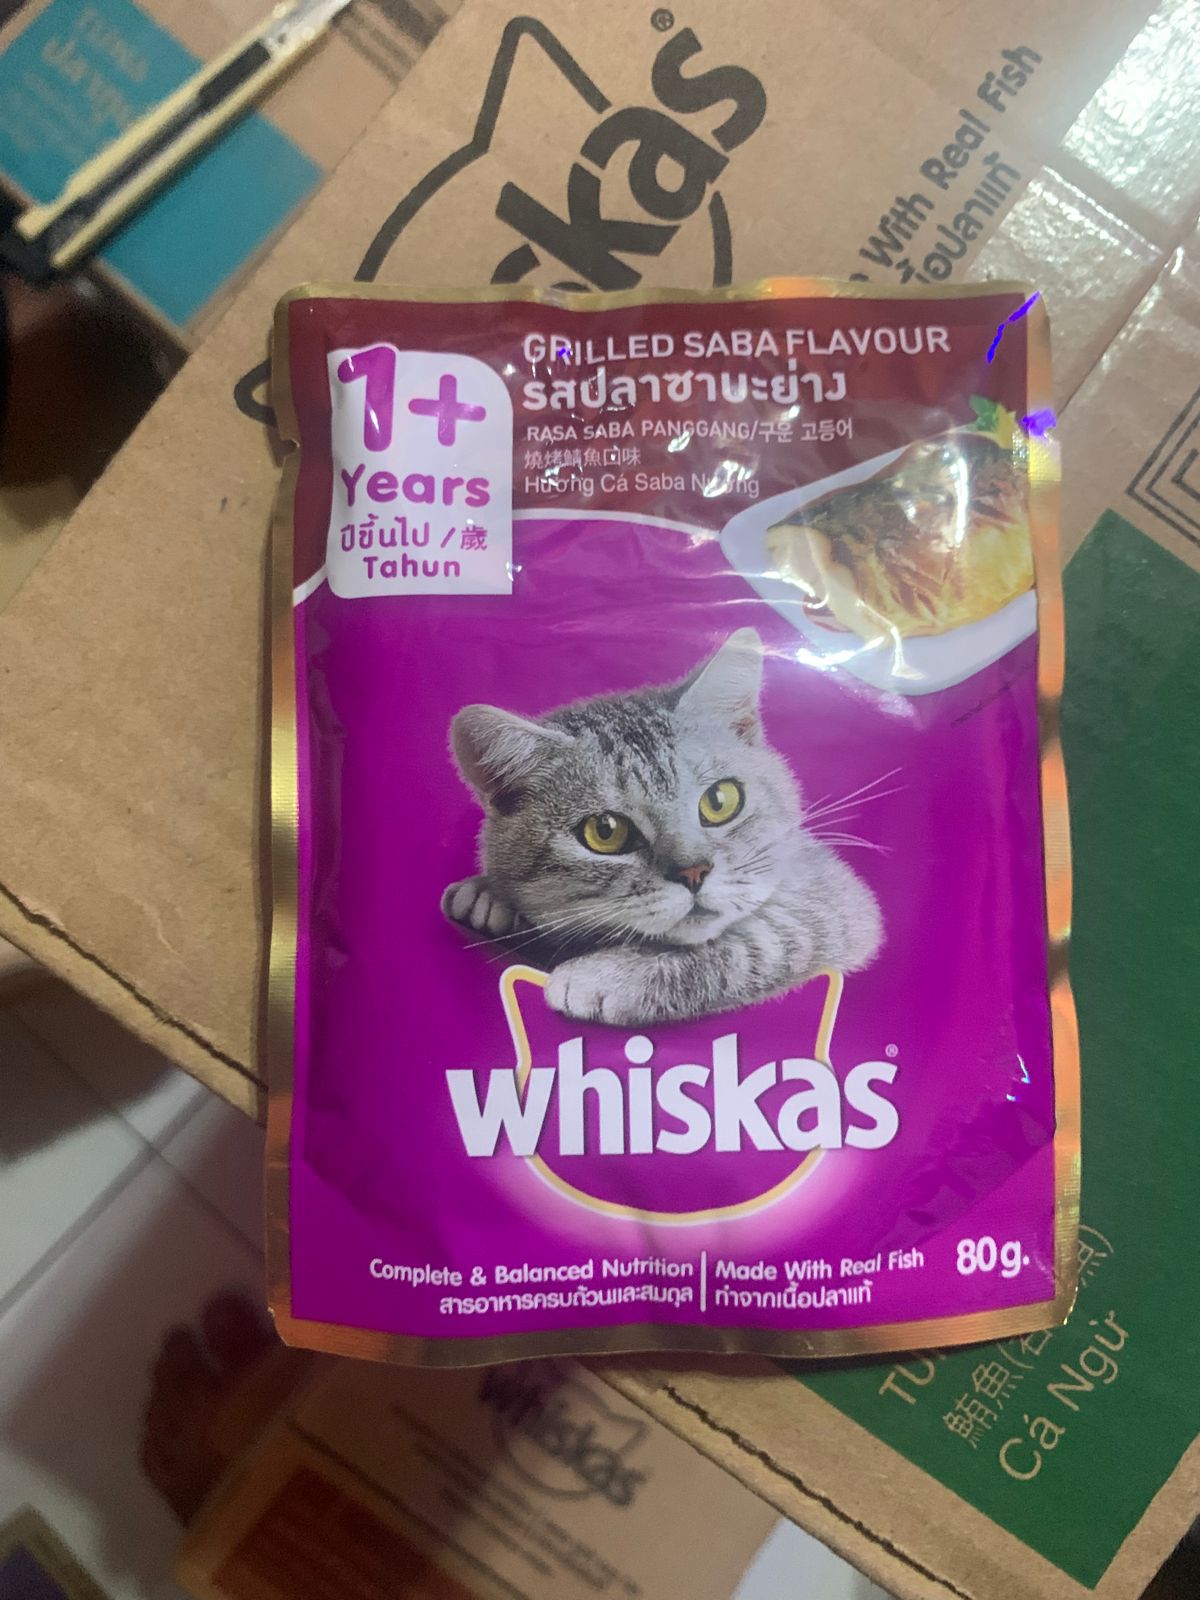 whiskas®
With Real Fish
GRILLED SABA FLAVOUR
รสปลาซาบะย่าง
RASA SABA PANGGANG/구운 고등어
燒烤鯖魚口味
Hương Cá Saba Nướng
1+
Years
ปีขึ้นไป / 歲
Tahun
whiskas®
Complete & Balanced Nutrition
สารอาหารครบถ้วนและสมดุล
Made With Real Fish
ทำจากเนื้อปลาแท้
80g.
鮪魚
Cá Ngừ
whiskas